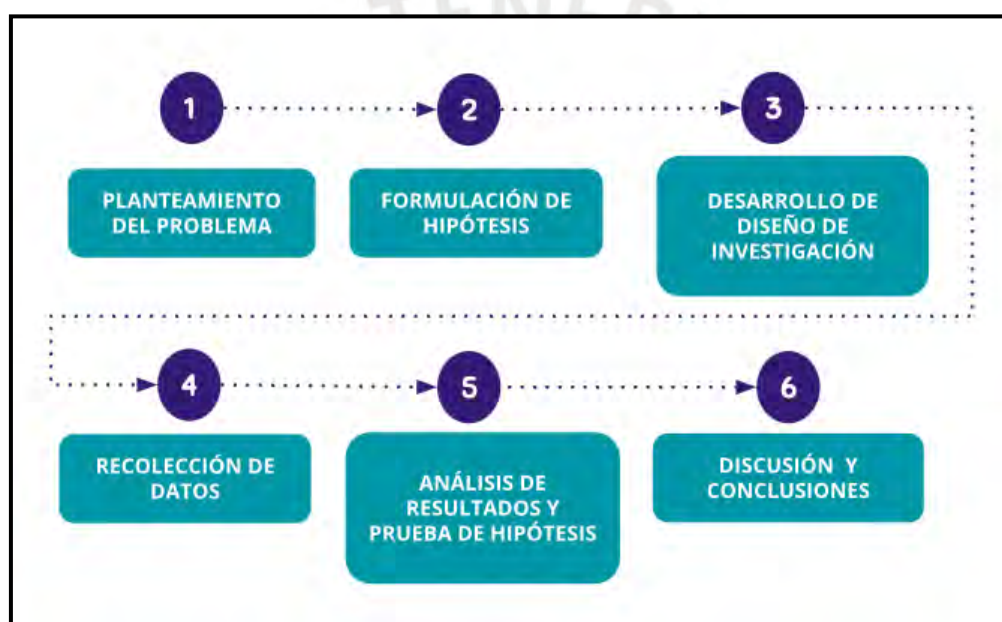 TENER
1
2
3
PLANTEAMIENTO
DEL PROBLEMA
FORMULACIÓN DE
HIPÓTESIS
DESARROLLO DE
DISEÑO DE
INVESTIGACIÓN
4
5
6
RECOLECCIÓN DE
DATOS
ANÁLISIS DE
RESULTADOS Y
PRUEBA DE HIPÓTESIS
DISCUSIÓN Y
CONCLUSIONES